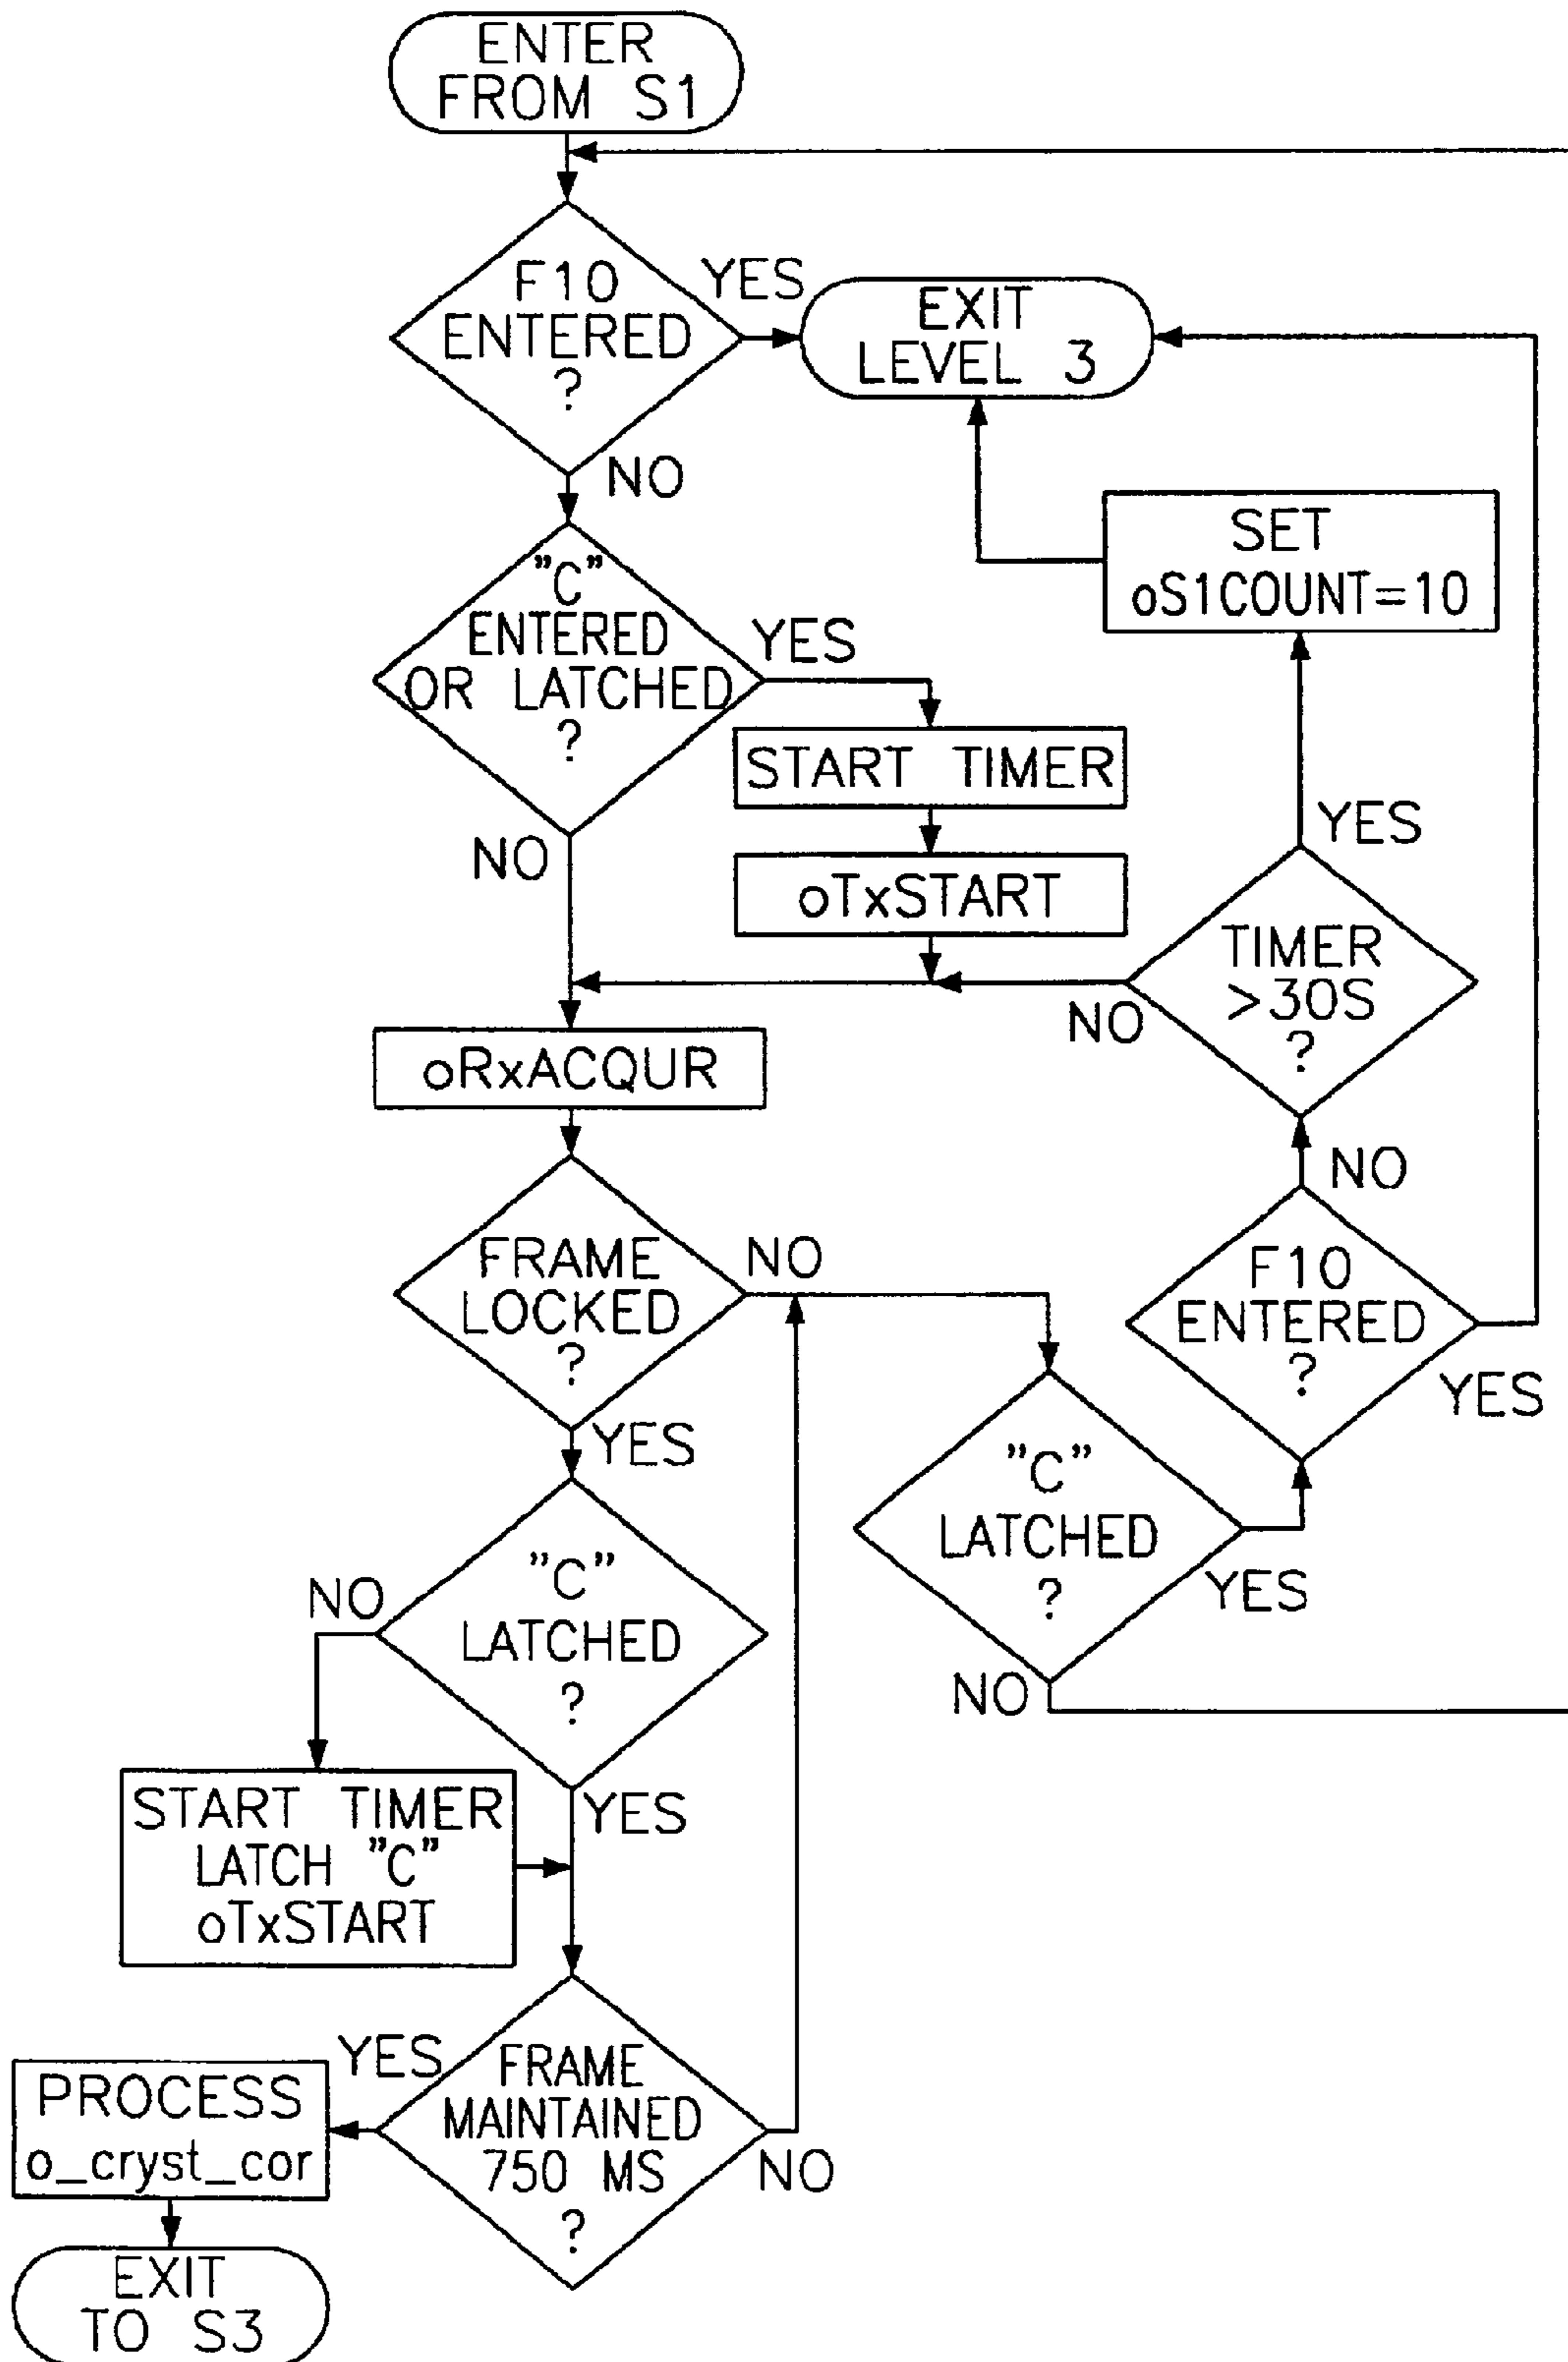 ENTER
FROM S1
F10
ENTERED
?
YES
EXIT
LEVEL 3
NO
SET
oS1COUNT=10
"C"
ENTERED
OR LATCHED
?
YES
START TIMER
NO
YES
oTxSTART
TIMER
>30S
?
NO
oRxACQUR
NO
FRAME
LOCKED
?
NO
F10
ENTERED
?
YES
YES
"C"
LATCHED
?
YES
NO
"C"
LATCHED
?
NO
YES
START TIMER
LATCH "C"
oTxSTART
YES
FRAME
MAINTAINED
750 MS
?
NO
PROCESS
o_cryst_cor
EXIT
TO S3